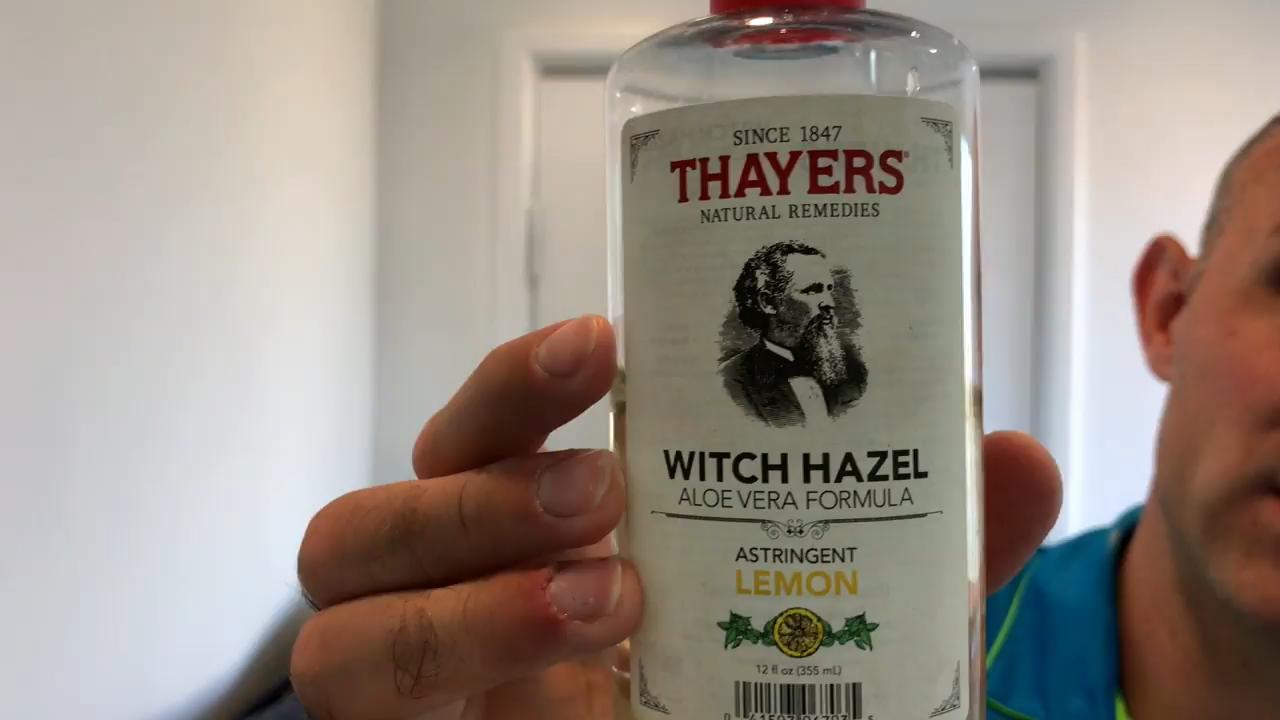 SINCE 1847
THAYERS
NATURAL REMEDIES
WITCH HAZEL
ALOE VERA FORMULA
ASTRINGENT
LEMON
12 fl oz (355 mL)